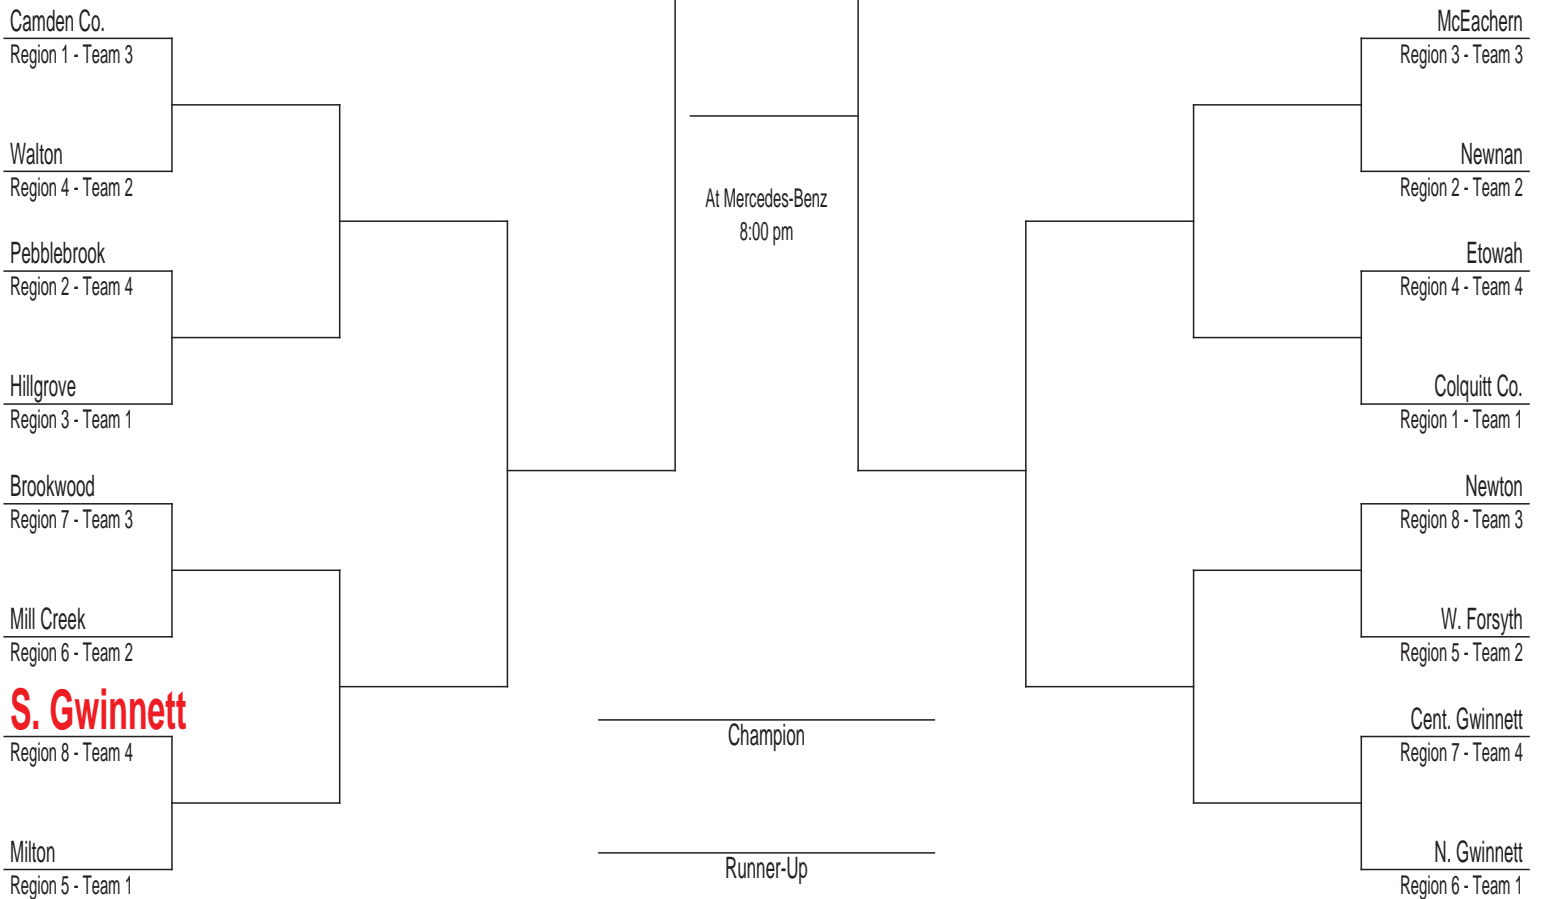 Camden Co.
Region 1 - Team 3
Walton
Region 4 - Team 2
Pebblebrook
Region 2 - Team 4
Hillgrove
Region 3 - Team 1
Brookwood
Region 7 - Team 3
Mill Creek
Region 6 - Team 2
S. Gwinnett
Region 8 - Team 4
Milton
Region 5 - Team 1
At Mercedes-Benz
8:00 pm
Champion
Runner-Up
McEachern
Region 3 - Team 3
Newnan
Region 2 - Team 2
Etowah
Region 4 - Team 4
Colquitt Co.
Region 1 - Team 1
Newton
Region 8 - Team 3
W. Forsyth
Region 5 - Team 2
Cent. Gwinnett
Region 7 - Team 4
N. Gwinnett
Region 6 - Team 1